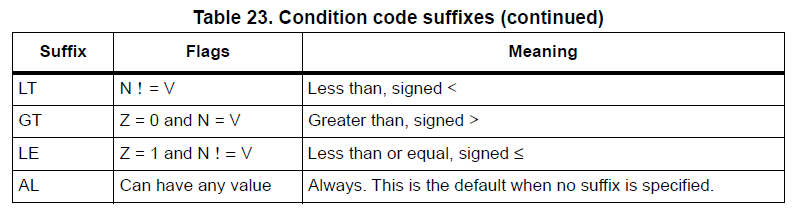 Table 23. Condition code suffixes (continued)
Suffix Flags Meaning
LT N ! = V Less than, signed <
GT Z = 0 and N = V Greater than, signed >
LE Z = 1 and N ! = V Less than or equal, signed ≤
AL Can have any value Always. This is the default when no suffix is specified.